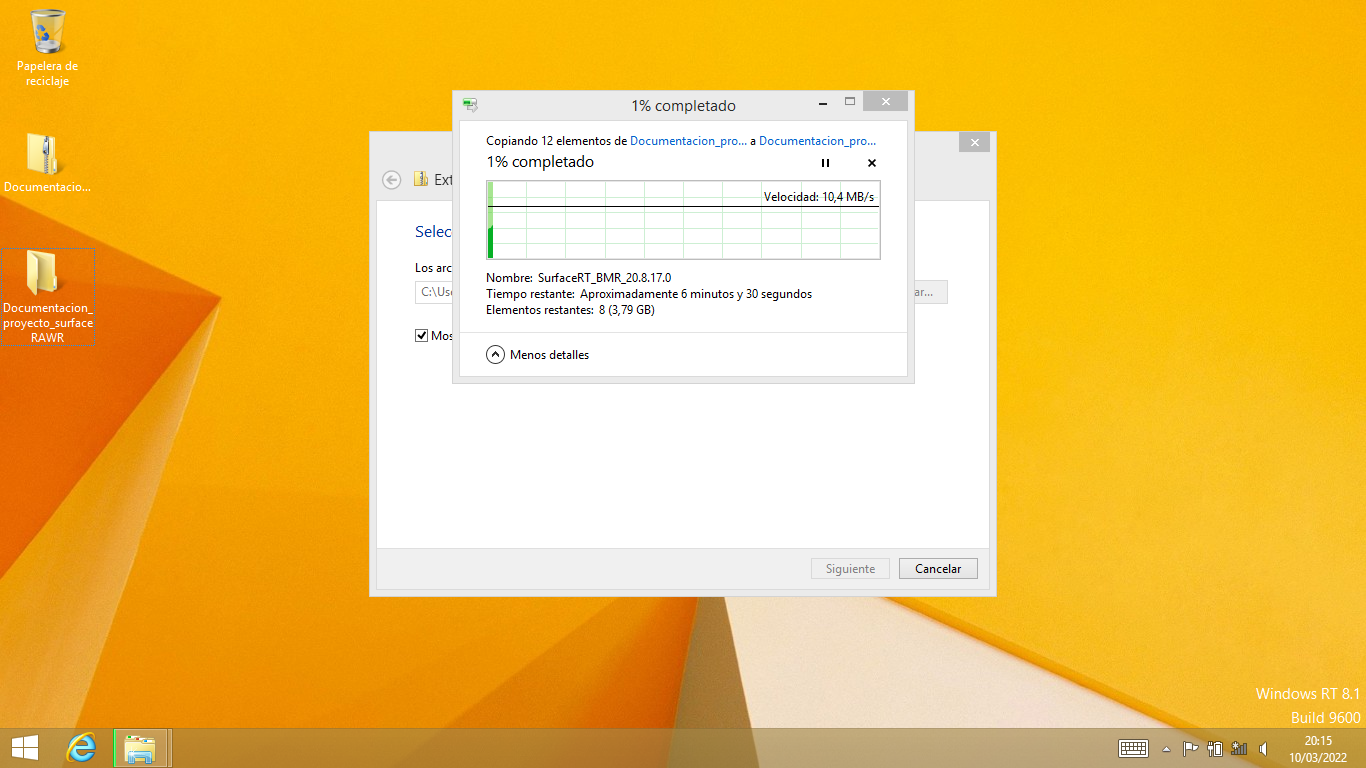 Papelera de
reciclaje
Documentacio...
Documentacion_
proyecto_surface
RAWR
1% completado
Copiando 12 elementos de Documentacion_pro... a Documentacion_pro...
1% completado
Velocidad: 10,4 MB/s
Nombre: SurfaceRT_BMR_20.8.17.0
Tiempo restante: Aproximadamente 6 minutos y 30 segundos
Elementos restantes: 8 (3,79 GB)
Menos detalles
Ext
Selec
Los arc
C:\Use
ar...
Mos
Siguiente
Cancelar
Windows RT 8.1
Build 9600
20:15
10/03/2022